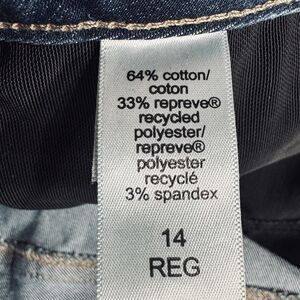 64% cotton/
coton
33% repreve®
recycled
polyester/
repreve®
polyester
recyclé
3% spandex
14
REG